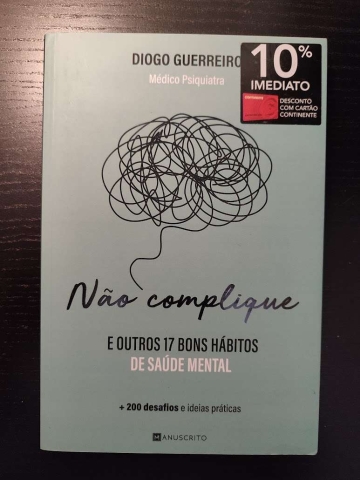 DIOGO GUERREIRO
Médico Psiquiatra
10%
IMEDIATO
DESCONTO
COM CARTÃO
CONTINENTE
Não complique
E OUTROS 17 BONS HÁBITOS
DE SAÚDE MENTAL
+ 200 desafios e ideias práticas
MANUSCRITO